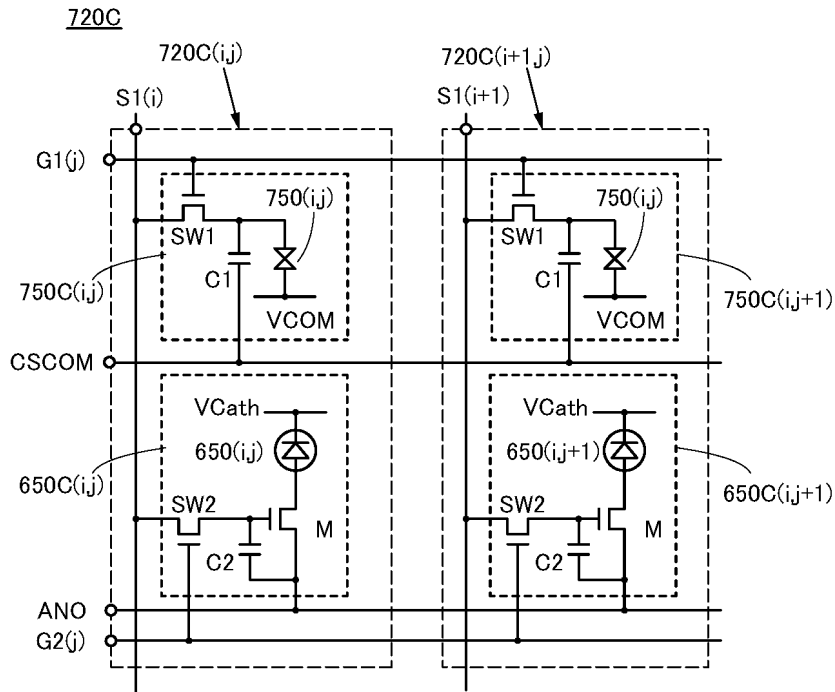 720C
720C(i,j)
720C(i+1,j)
S1(i)
S1(i+1)
G1(j)
750(i,j)
750(i,j)
SW1
SW1
C1
C1
750C(i,j)
750C(i,j+1)
VCOM
VCOM
CSCOM
VCath
VCath
650(i,j)
650(i,j+1)
650C(i,j)
650C(i,j+1)
SW2
SW2
M
M
C2
C2
ANO
G2(j)